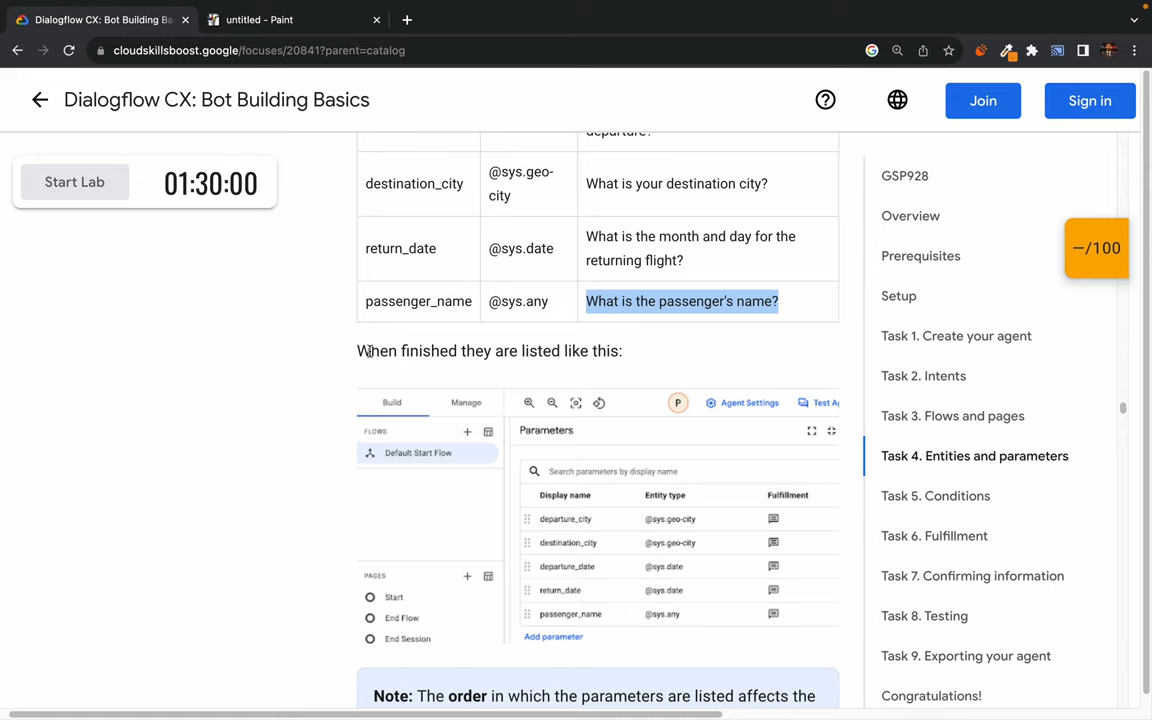 Dialogflow CX: Bot Building Ba
untitled - Paint
cloudskillsboost.google/focuses/20841?parent=catalog
Dialogflow CX: Bot Building Basics
Join
Sign in
Start Lab
01:30:00
departure?
destination_city
@sys.geo-
city
What is your destination city?
return_date
@sys.date
What is the month and day for the
returning flight?
passenger_name
@sys.any
What is the passenger's name?
When finished they are listed like this:
Build
Manage
P
Agent Settings
Test Ag
FLOWS
Default Start Flow
Parameters
Search parameters by display name
Display name
Entity type
Fulfillment
departure_city
@sys.geo-city
destination_city
@sys.geo-city
departure_date
@sys.date
return_date
@sys.date
passenger_name
@sys.any
Add parameter
PAGES
Start
End Flow
End Session
Note: The order in which the parameters are listed affects the
GSP928
Overview
Prerequisites
Setup
Task 1. Create your agent
Task 2. Intents
Task 3. Flows and pages
Task 4. Entities and parameters
Task 5. Conditions
Task 6. Fulfillment
Task 7. Confirming information
Task 8. Testing
Task 9. Exporting your agent
Congratulations!
–/100